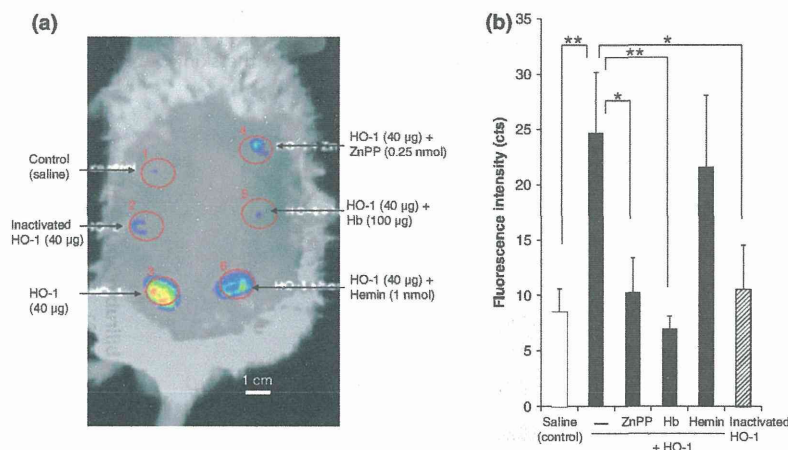 (a)
Control
(saline)
Inactivated
HO-1 (40 μg)
HO-1
(40 μg)
HO-1 (40 μg) +
ZnPP (0.25 nmol)
HO-1 (40 μg) +
Hb (100 μg)
HO-1 (40 μg) +
Hemin (1 nmol)
1 cm
(b)
Fluorescence intensity (cts)
35
30
25
20
15
10
5
0
**
*
**
*
Saline
(control)
— ZnPP Hb Hemin
Inactivated
HO-1
+ HO-1